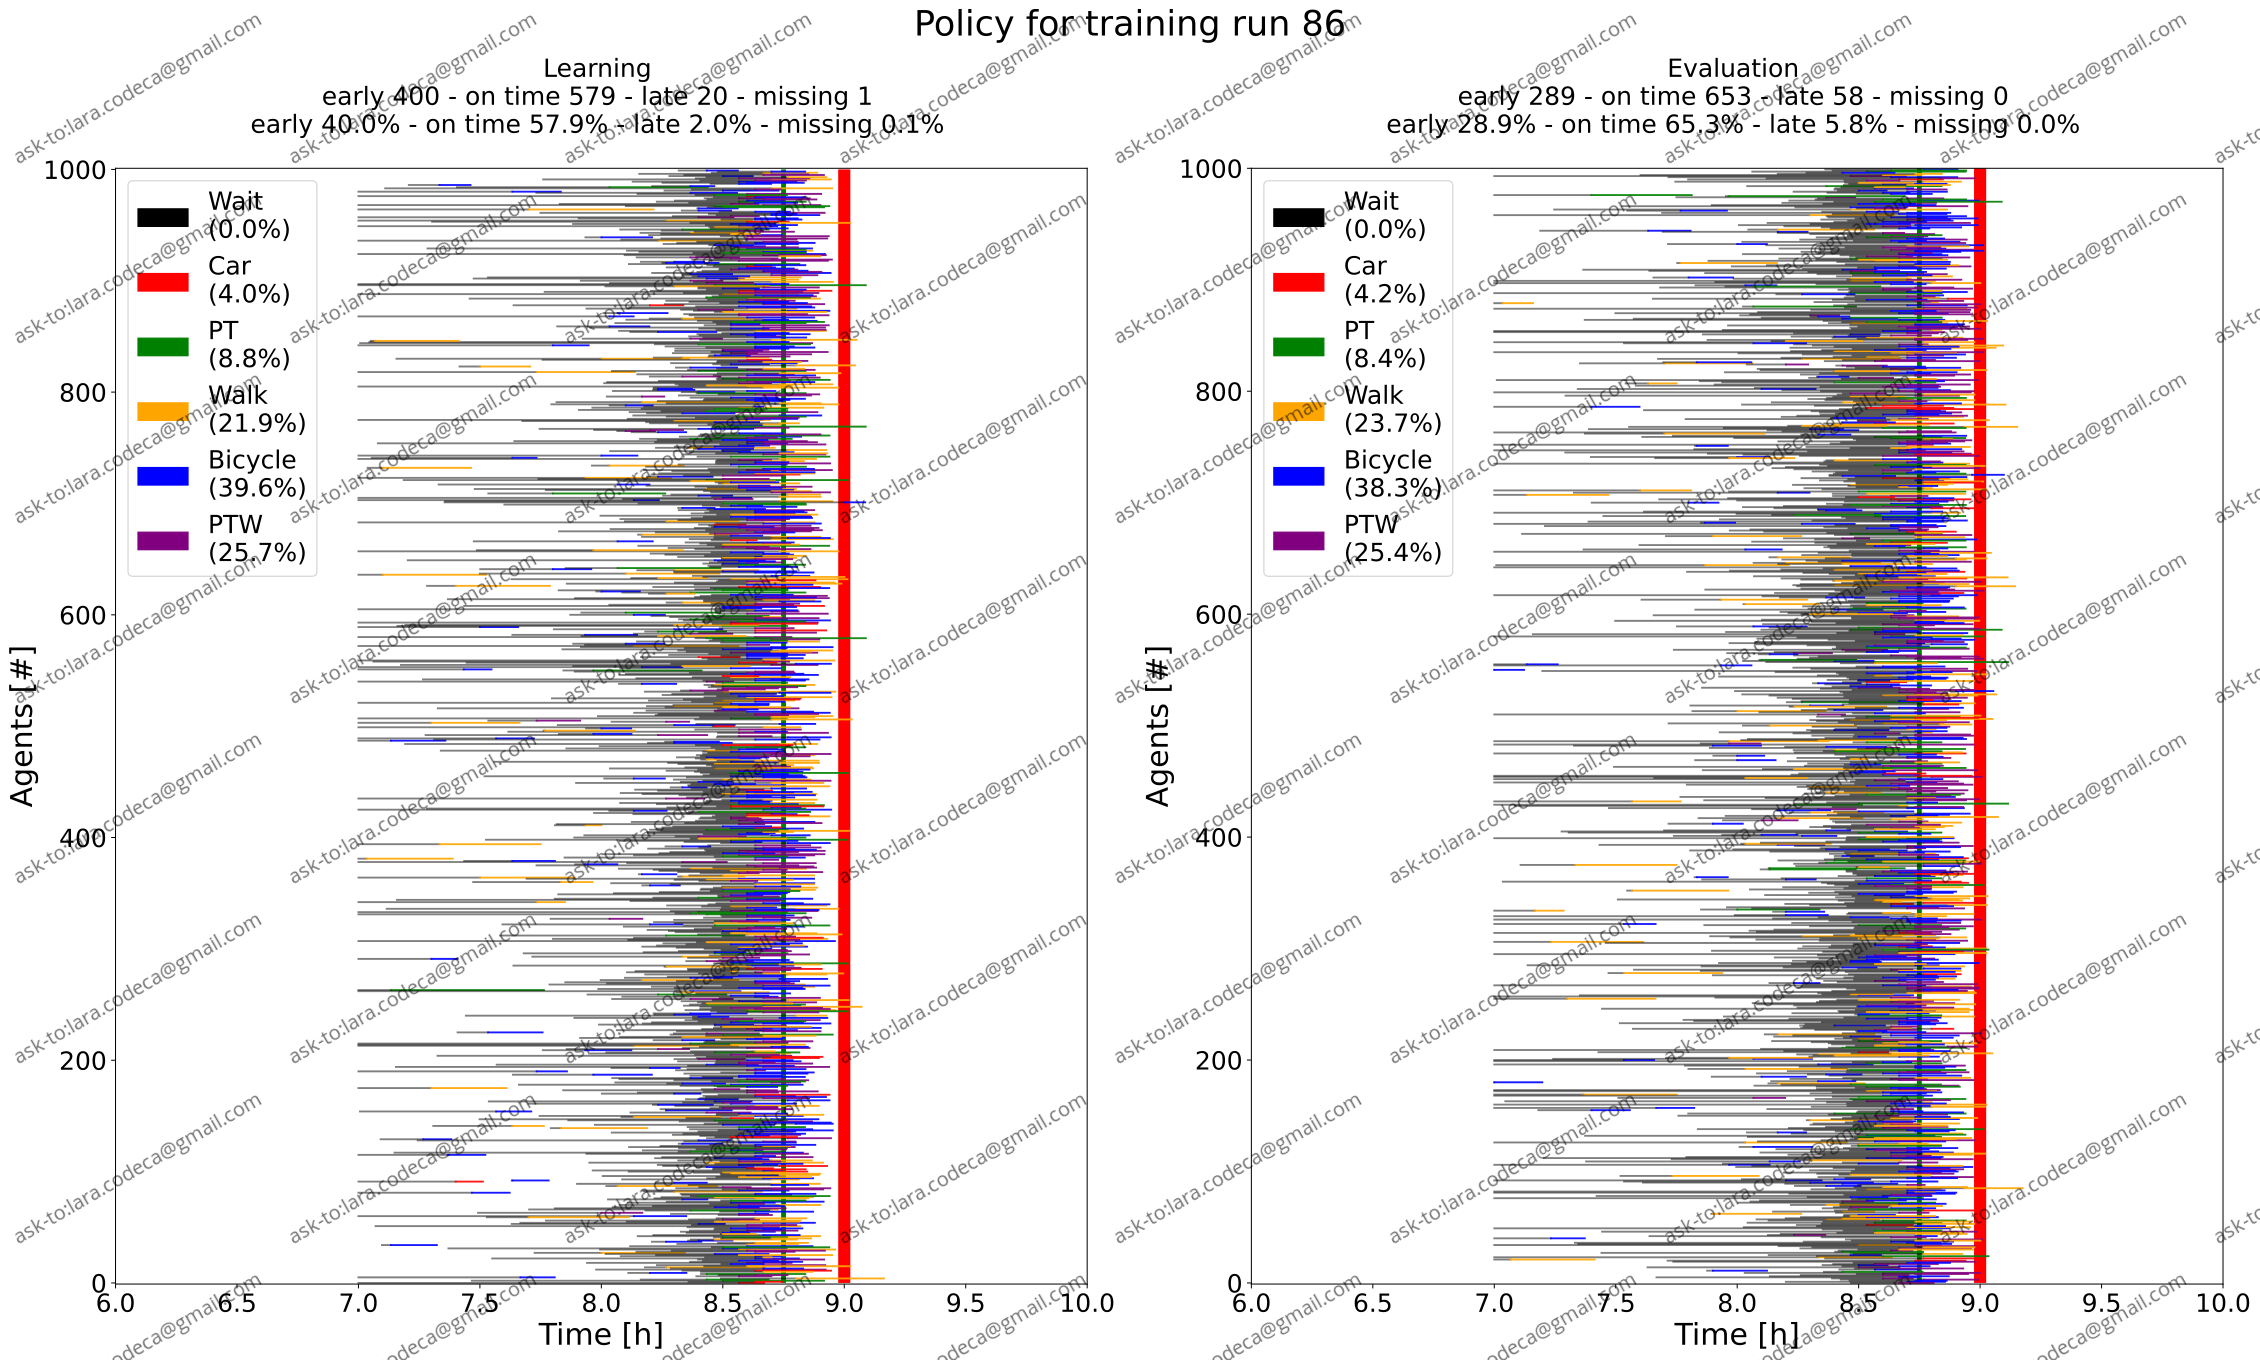 Policy for training run 86
Learning
early 400 - on time 579 - late 20 - missing 1
early 40.0% - on time 57.9% - late 2.0% - missing 0.1%
Agents [#]
1000
800
600
400
200
0
Wait
(0.0%)
Car
(4.0%)
PT
(8.8%)
Walk
(21.9%)
Bicycle
(39.6%)
PTW
(25.7%)
6.0 6.5 7.0 7.5 8.0 8.5 9.0 9.5 10.0
Time [h]
Evaluation
early 289 - on time 653 - late 58 - missing 0
early 28.9% - on time 65.3% - late 5.8% - missing 0.0%
Agents [#]
1000
800
600
400
200
0
Wait
(0.0%)
Car
(4.2%)
PT
(8.4%)
Walk
(23.7%)
Bicycle
(38.3%)
PTW
(25.4%)
6.0 6.5 7.0 7.5 8.0 8.5 9.0 9.5 10.0
Time [h]
ask-to:lara.codeca@gmail.com